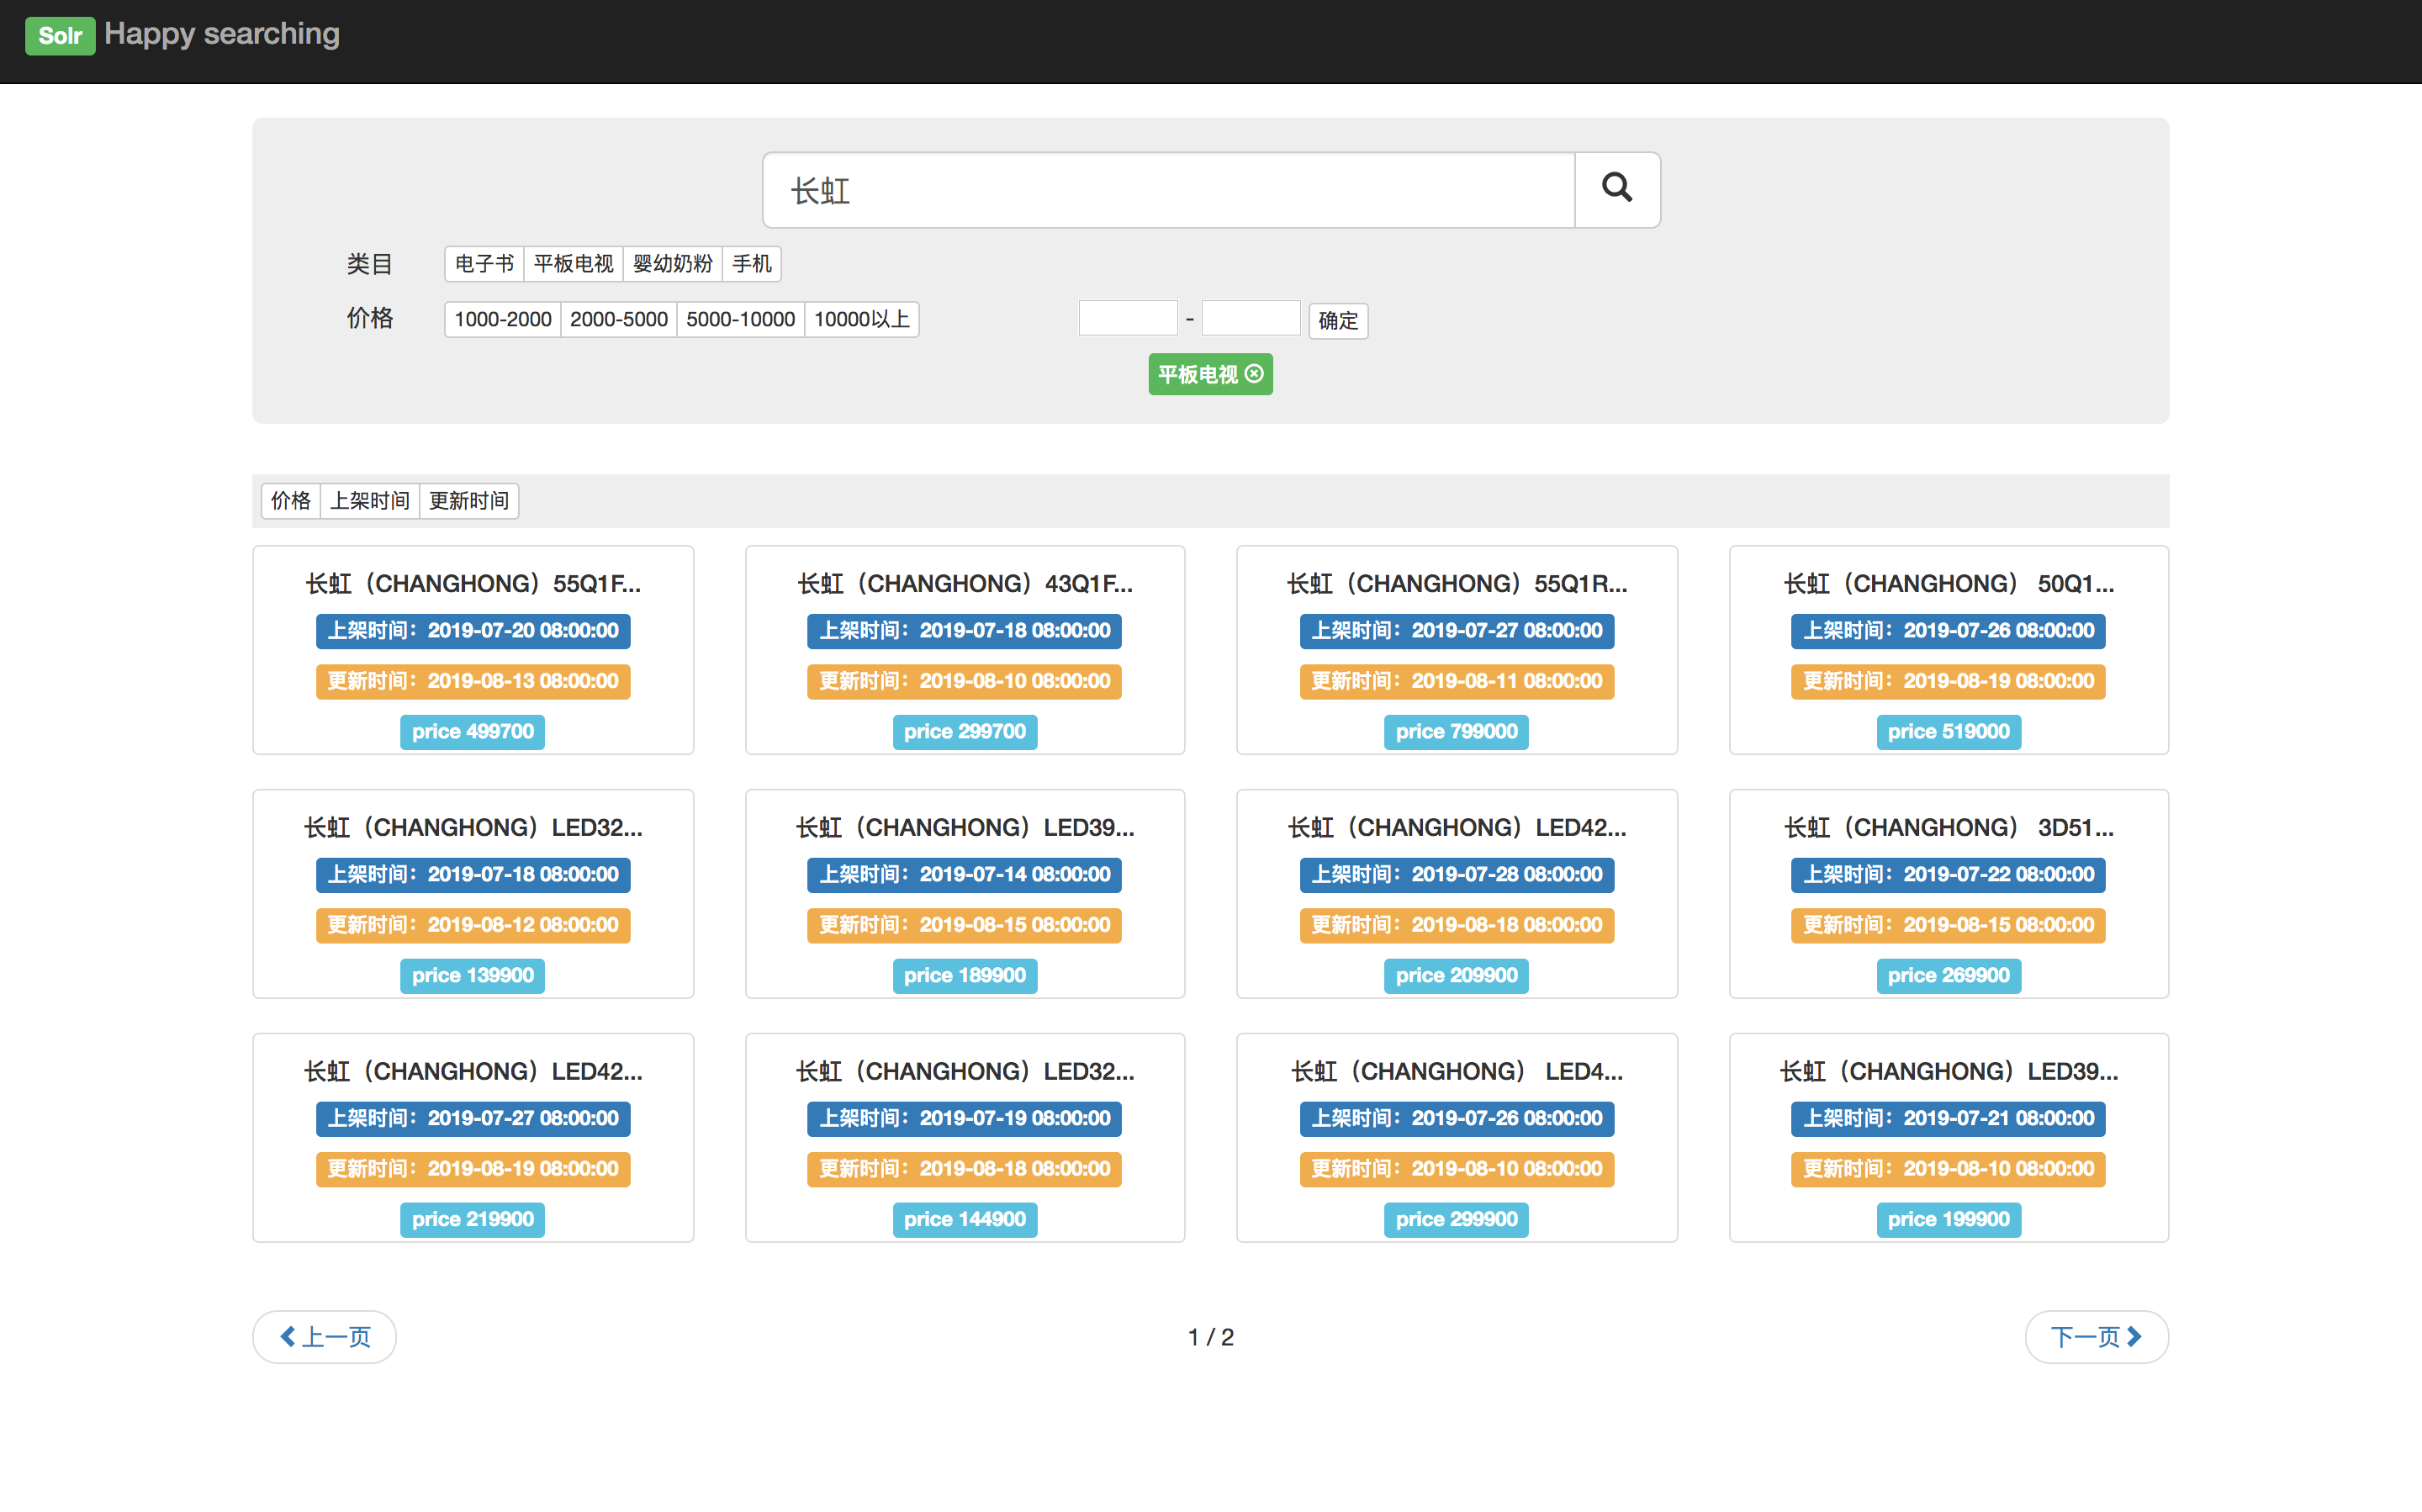 Solr Happy searching
长虹
类目 电子书 平板电视 婴幼奶粉 手机
价格 1000-2000 2000-5000 5000-10000 10000以上 - 确定
平板电视
价格 上架时间 更新时间
长虹（CHANGHONG）55Q1F...
上架时间：2019-07-20 08:00:00
更新时间：2019-08-13 08:00:00
price 499700
长虹（CHANGHONG）43Q1F...
上架时间：2019-07-18 08:00:00
更新时间：2019-08-10 08:00:00
price 299700
长虹（CHANGHONG）55Q1R...
上架时间：2019-07-27 08:00:00
更新时间：2019-08-11 08:00:00
price 799000
长虹（CHANGHONG） 50Q1...
上架时间：2019-07-26 08:00:00
更新时间：2019-08-19 08:00:00
price 519000
长虹（CHANGHONG）LED32...
上架时间：2019-07-18 08:00:00
更新时间：2019-08-12 08:00:00
price 139900
长虹（CHANGHONG）LED39...
上架时间：2019-07-14 08:00:00
更新时间：2019-08-15 08:00:00
price 189900
长虹（CHANGHONG）LED42...
上架时间：2019-07-28 08:00:00
更新时间：2019-08-18 08:00:00
price 209900
长虹（CHANGHONG） 3D51...
上架时间：2019-07-22 08:00:00
更新时间：2019-08-15 08:00:00
price 269900
长虹（CHANGHONG）LED42...
上架时间：2019-07-27 08:00:00
更新时间：2019-08-19 08:00:00
price 219900
长虹（CHANGHONG）LED32...
上架时间：2019-07-19 08:00:00
更新时间：2019-08-18 08:00:00
price 144900
长虹（CHANGHONG） LED4...
上架时间：2019-07-26 08:00:00
更新时间：2019-08-10 08:00:00
price 299900
长虹（CHANGHONG）LED39...
上架时间：2019-07-21 08:00:00
更新时间：2019-08-10 08:00:00
price 199900
上一页 1 / 2 下一页